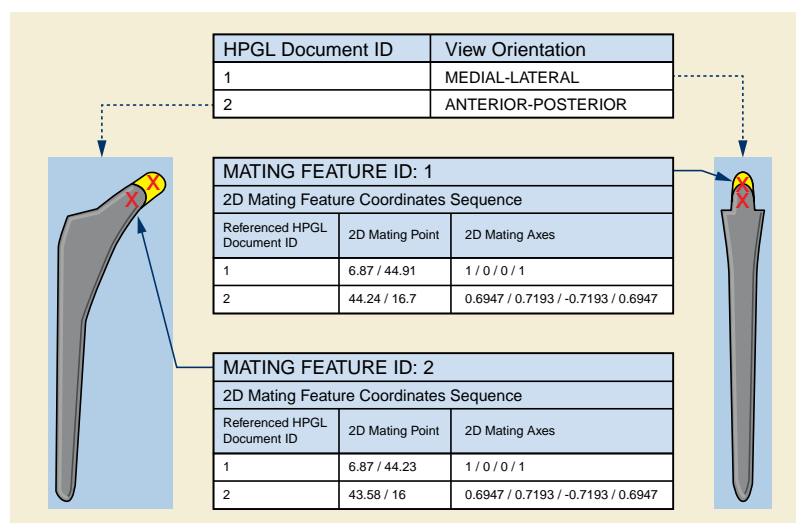 HPGL Document ID View Orientation
1 MEDIAL-LATERAL
2 ANTERIOR-POSTERIOR
MATING FEATURE ID: 1
2D Mating Feature Coordinates Sequence
Referenced HPGL Document ID 2D Mating Point 2D Mating Axes
1 6.87 / 44.91 1 / 0 / 0 / 1
2 44.24 / 16.7 0.6947 / 0.7193 / -0.7193 / 0.6947
X
X
X
X
MATING FEATURE ID: 2
2D Mating Feature Coordinates Sequence
Referenced HPGL Document ID 2D Mating Point 2D Mating Axes
1 6.87 / 44.23 1 / 0 / 0 / 1
2 43.58 / 16 0.6947 / 0.7193 / -0.7193 / 0.6947